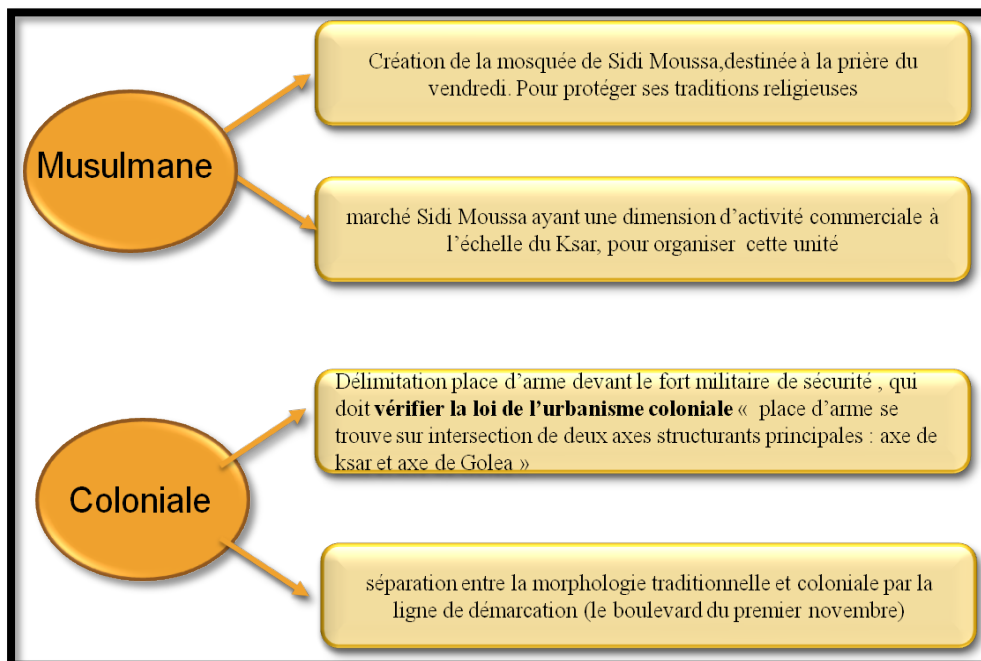 Musulmane
Création de la mosquée de Sidi Moussa,destinée à la prière du
vendredi. Pour protéger ses traditions religieuses
marché Sidi Moussa ayant une dimension d’activité commerciale à
l’échelle du Ksar, pour organiser cette unité
Coloniale
Délimitation place d’arme devant le fort militaire de sécurité , qui
doit vérifier la loi de l’urbanisme coloniale « place d’arme se
trouve sur intersection de deux axes structurants principales : axe de
ksar et axe de Golea »
séparation entre la morphologie traditionnelle et coloniale par la
ligne de démarcation (le boulevard du premier novembre)